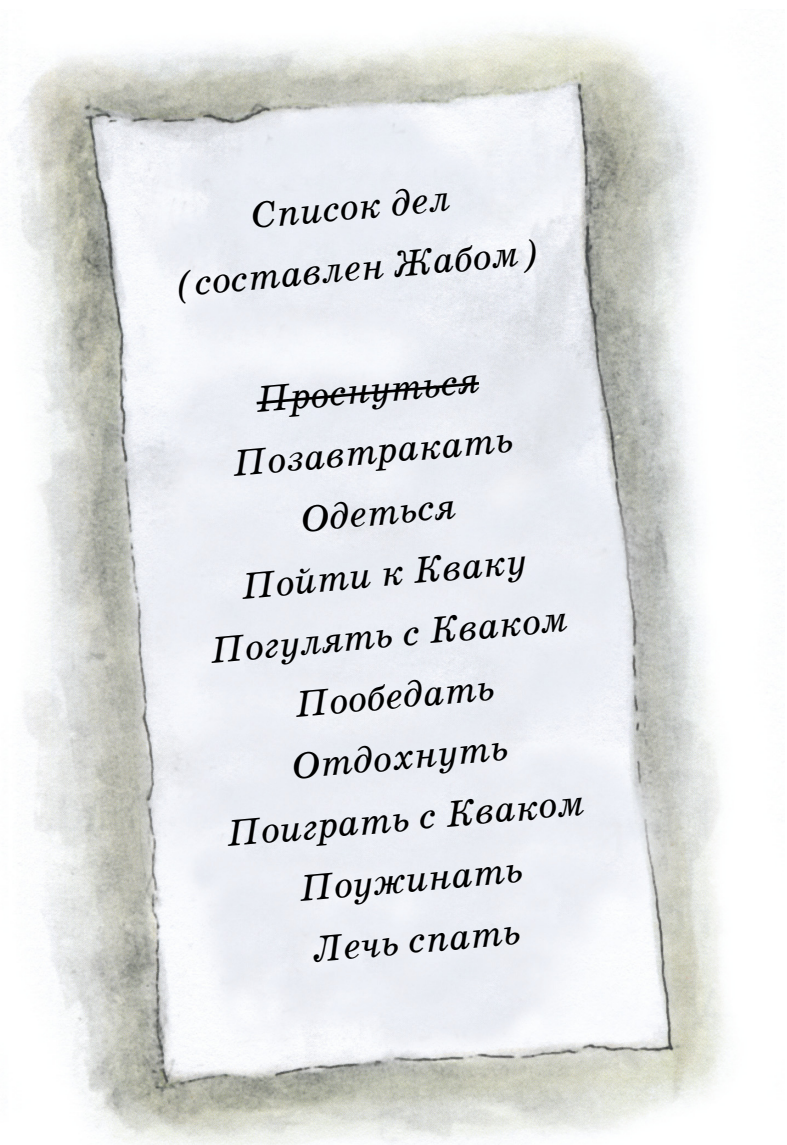 Список дел
(составлен Жабом)
Проснуться
Позавтракать
Одеться
Пойти к Кваку
Погулять с Кваком
Пообедать
Отдохнуть
Поиграть с Кваком
Поужинать
Лечь спать